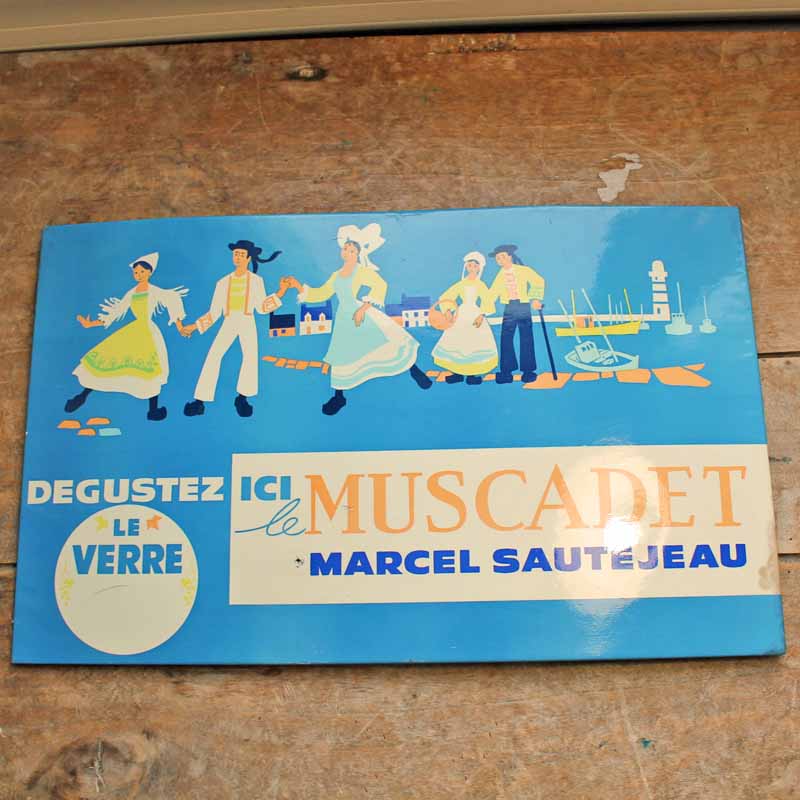 DEGUSTEZ ICI
le MUSCADET
MARCEL SAUTEJEAU
LE
VERRE